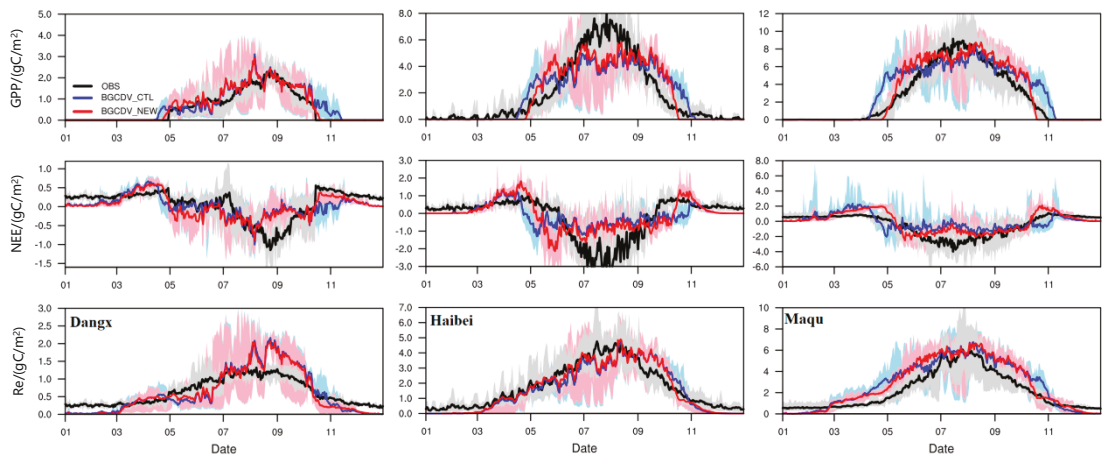 GPP/(gC/m²)
5.0
4.0
3.0
2.0
1.0
0.0
OBS
BGCDV_CTL
BGCDV_NEW
01 03 05 07 09 11
8.0
6.0
4.0
2.0
0.0
01 03 05 07 09 11
12
10
8
6
4
2
0
01 03 05 07 09 11
NEE/(gC/m²)
1.0
0.5
0.0
-0.5
-1.0
-1.5
01 03 05 07 09 11
3.0
2.0
1.0
0.0
-1.0
-2.0
-3.0
01 03 05 07 09 11
8.0
6.0
4.0
2.0
0.0
-2.0
-4.0
-6.0
01 03 05 07 09 11
Re/(gC/m²)
3.0
2.5
2.0
1.5
1.0
0.5
0.0
Dangx
01 03 05 07 09 11
Date
7.0
6.0
5.0
4.0
3.0
2.0
1.0
0.0
Haibei
01 03 05 07 09 11
Date
10
8
6
4
2
0
Maqu
01 03 05 07 09 11
Date